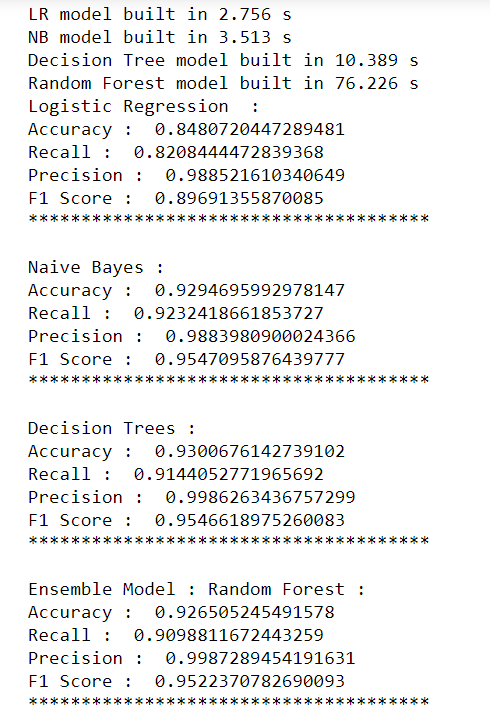 LR model built in 2.756 s
NB model built in 3.513 s
Decision Tree model built in 10.389 s
Random Forest model built in 76.226 s
Logistic Regression  :
Accuracy :  0.8480720447289481
Recall :  0.8208444472839368
Precision :  0.988521610340649
F1 Score :  0.89691355870085
**************************************
Naive Bayes :
Accuracy :  0.9294695992978147
Recall :  0.9232418661853727
Precision :  0.9883980900024366
F1 Score :  0.9547095876439777
**************************************
Decision Trees :
Accuracy :  0.9300676142739102
Recall :  0.9144052771965692
Precision :  0.9986263436757299
F1 Score :  0.9546618975260083
**************************************
Ensemble Model : Random Forest :
Accuracy :  0.926505245491578
Recall :  0.9098811672443259
Precision :  0.9987289454191631
F1 Score :  0.9522370782690093
**************************************